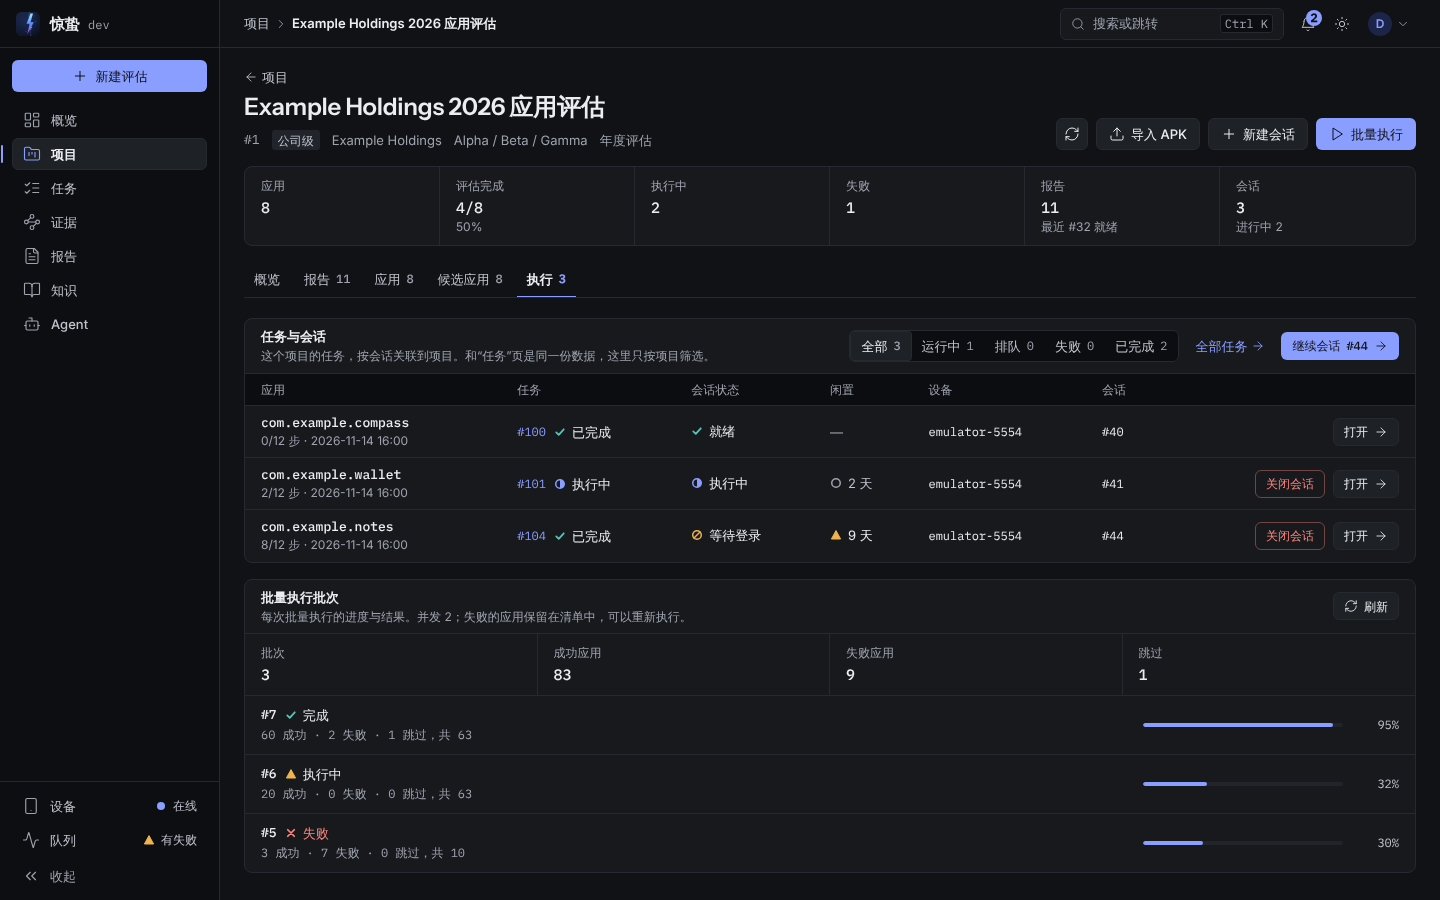 惊蛰 dev
项目 > Example Holdings 2026 应用评估
搜索或跳转 Ctrl K
2
D
新建评估
概览
项目
任务
证据
报告
知识
Agent
设备 在线
队列 有失败
收起
← 项目
Example Holdings 2026 应用评估
#1 公司级 Example Holdings Alpha / Beta / Gamma 年度评估
导入 APK
新建会话
批量执行
应用
8
评估完成
4/8
50%
执行中
2
失败
1
报告
11
最近 #32 就绪
会话
3
进行中 2
概览 报告 11 应用 8 候选应用 8 执行 3
任务与会话
这个项目的任务，按会话关联到项目。和“任务”页是同一份数据，这里只按项目筛选。
全部 3 运行中 1 排队 0 失败 0 已完成 2
全部任务 →
继续会话 #44 →
应用 任务 会话状态 闲置 设备 会话
com.example.compass
0/12 步 · 2026-11-14 16:00
#100 已完成 就绪 — emulator-5554 #40 打开 →
com.example.wallet
2/12 步 · 2026-11-14 16:00
#101 执行中 执行中 2 天 emulator-5554 #41 关闭会话 打开 →
com.example.notes
8/12 步 · 2026-11-14 16:00
#104 已完成 等待登录 9 天 emulator-5554 #44 关闭会话 打开 →
批量执行批次
每次批量执行的进度与结果。并发 2；失败的应用保留在清单中，可以重新执行。
刷新
批次
3
成功应用
83
失败应用
9
跳过
1
#7 完成
60 成功 · 2 失败 · 1 跳过，共 63
95%
#6 执行中
20 成功 · 0 失败 · 0 跳过，共 63
32%
#5 失败
3 成功 · 7 失败 · 0 跳过，共 10
30%